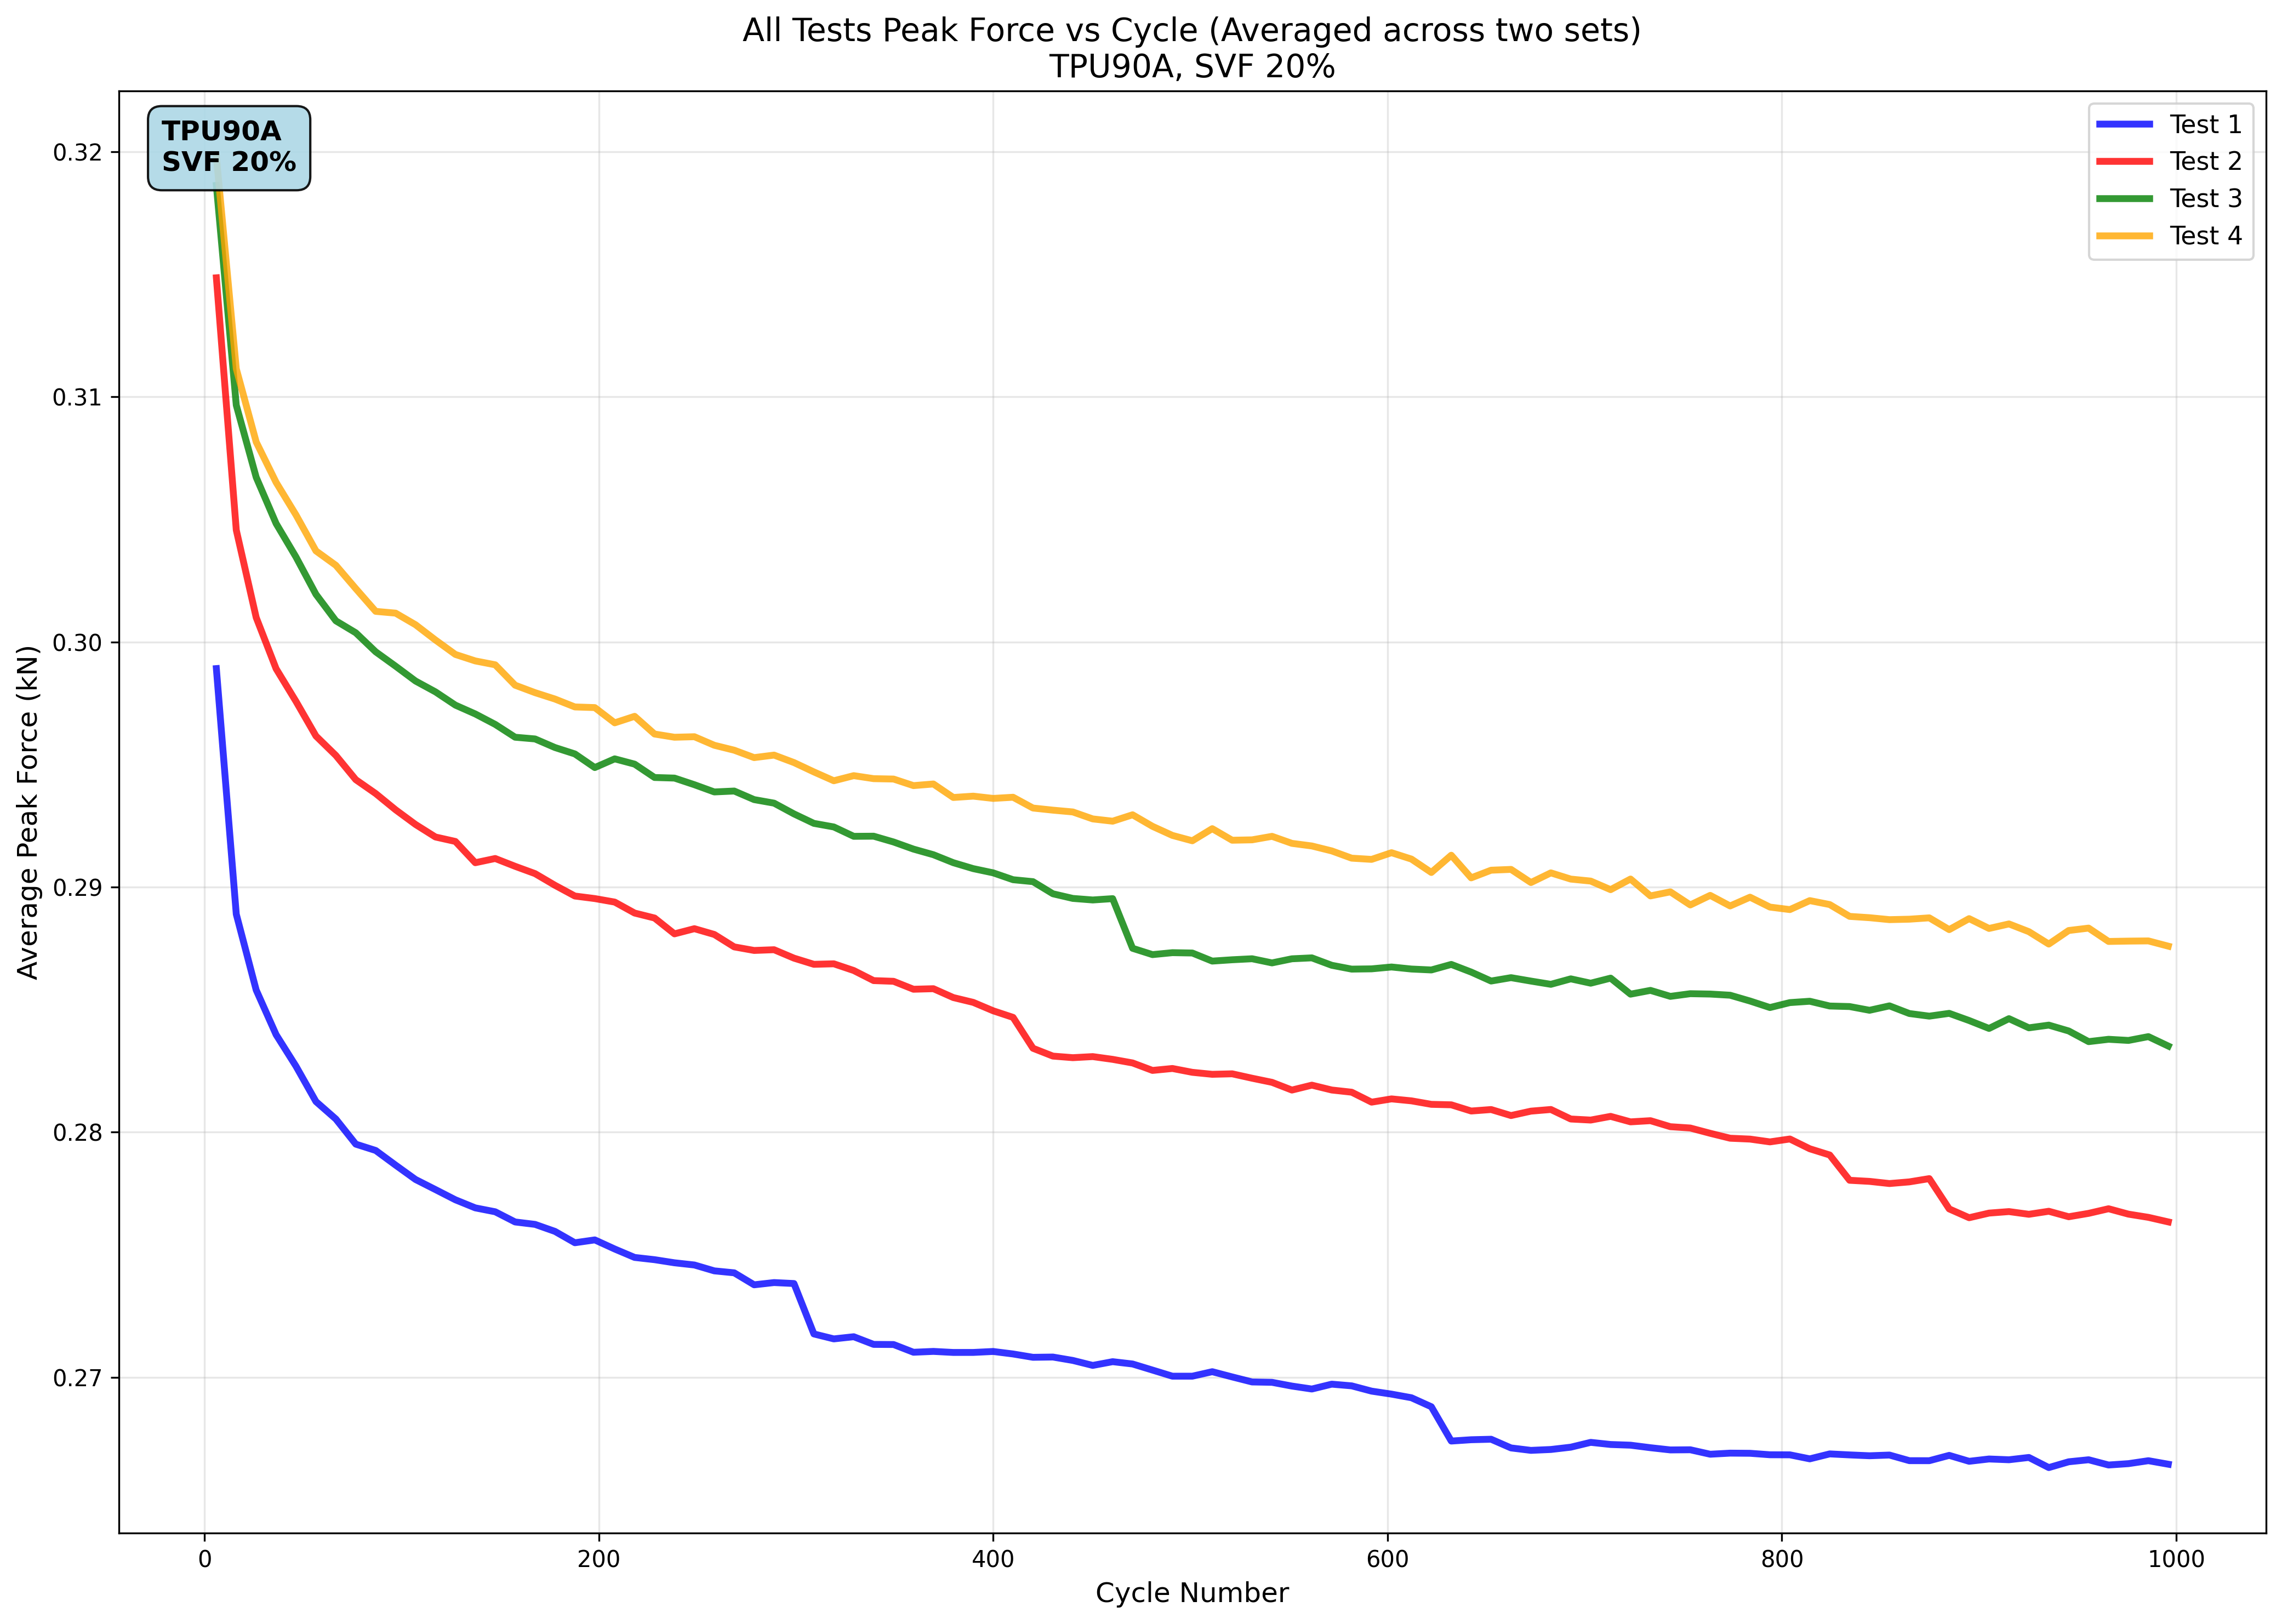 All Tests Peak Force vs Cycle (Averaged across two sets)
TPU90A, SVF 20%
TPU90A
SVF 20%
Test 1
Test 2
Test 3
Test 4
Average Peak Force (kN)
0.32
0.31
0.30
0.29
0.28
0.27
0
200
400
600
800
1000
Cycle Number